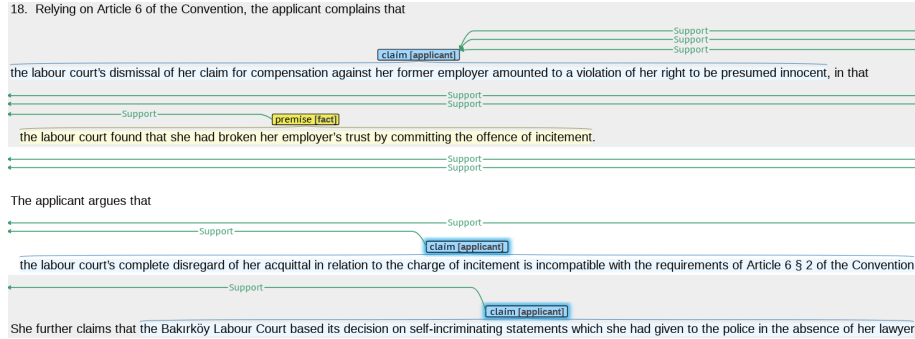 18. Relying on Article 6 of the Convention, the applicant complains that
Support
Support
Support
claim [applicant]
the labour court's dismissal of her claim for compensation against her former employer amounted to a violation of her right to be presumed innocent, in that
Support
Support
Support
premise [fact]
the labour court found that she had broken her employer's trust by committing the offence of incitement.
Support
Support
The applicant argues that
Support
Support
claim [applicant]
the labour court's complete disregard of her acquittal in relation to the charge of incitement is incompatible with the requirements of Article 6 § 2 of the Convention
Support
claim [applicant]
She further claims that the Bakırköy Labour Court based its decision on self-incriminating statements which she had given to the police in the absence of her lawyer